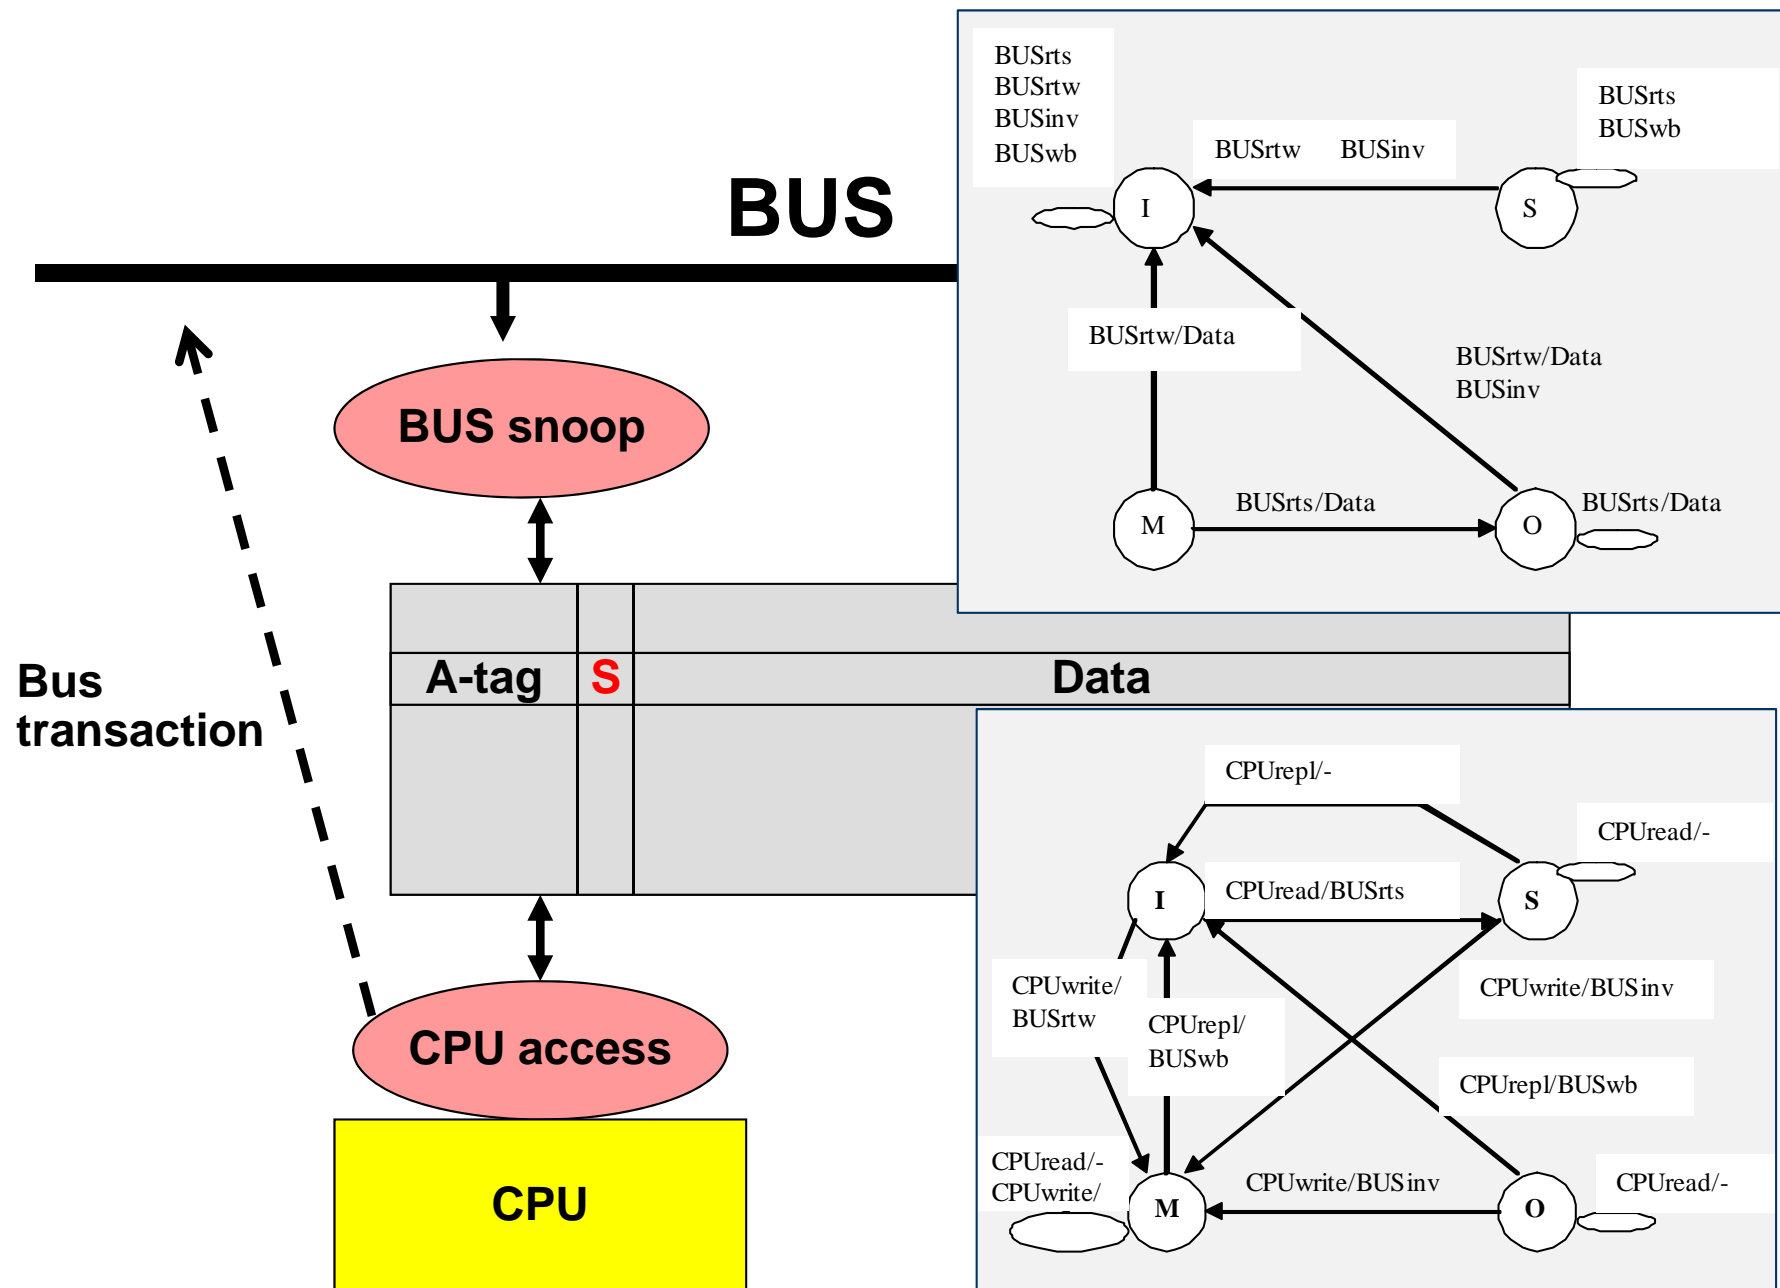 BUS
BUS snoop
Bus
transaction
A-tag
S
Data
CPU access
CPU
BUSrts
BUSrtw
BUSinv
BUSwb
BUSrts
BUSwb
BUSrtw BUSinv
I
S
BUSrtw/Data
BUSrtw/Data
BUSinv
BUSrts/Data
BUSrts/Data
M
O
CPUrepl/-
CPUread/-
I
CPUread/BUSrts
S
CPUwrite/
BUSrtw
CPUrepl/
BUSwb
CPUwrite/BUSinv
CPUrepl/BUSwb
CPUread/-
CPUwrite/
M
CPUwrite/BUSinv
O
CPUread/-